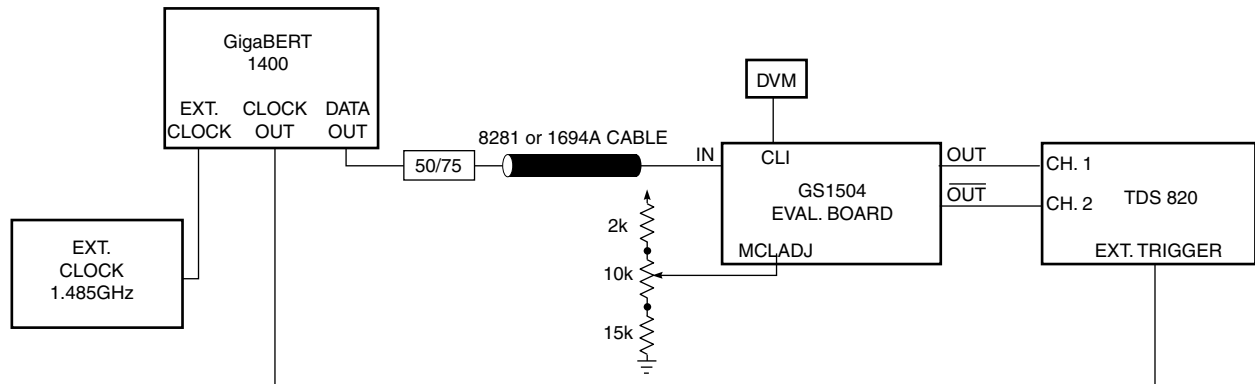 GigaBERT
1400
EXT.
CLOCK
CLOCK
OUT
DATA
OUT
50/75
8281 or 1694A CABLE
IN
DVM
CLI
GS1504
EVAL. BOARD
MCLADJ
OUT
OUT
CH. 1
CH. 2
TDS 820
EXT. TRIGGER
EXT.
CLOCK
1.485GHz
2k
10k
15k